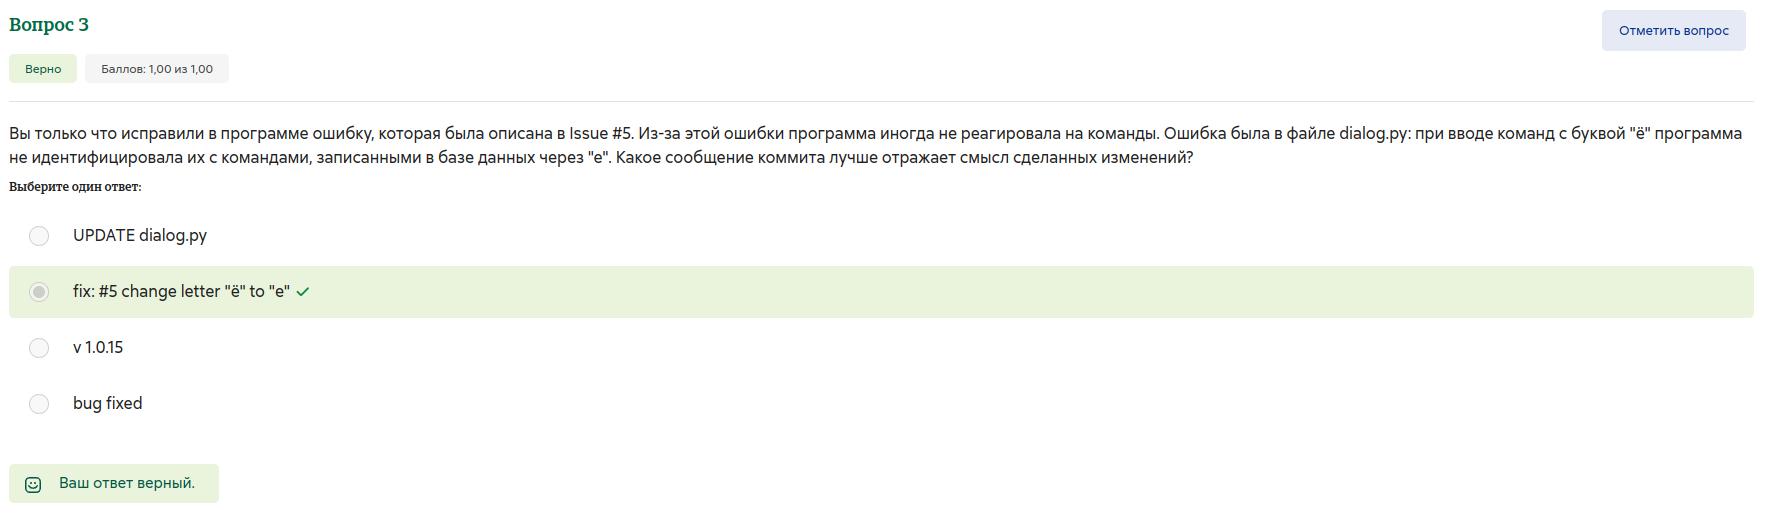 Вопрос 3
Отметить вопрос
Верно
Баллов: 1,00 из 1,00
Вы только что исправили в программе ошибку, которая была описана в Issue #5. Из-за этой ошибки программа иногда не реагировала на команды. Ошибка была в файле dialog.py: при вводе команд с буквой "ё" программа
не идентифицировала их с командами, записанными в базе данных через "е". Какое сообщение коммита лучше отражает смысл сделанных изменений?
Выберите один ответ:
UPDATE dialog.py
fix: #5 change letter "ё" to "е"
v 1.0.15
bug fixed
Ваш ответ верный.